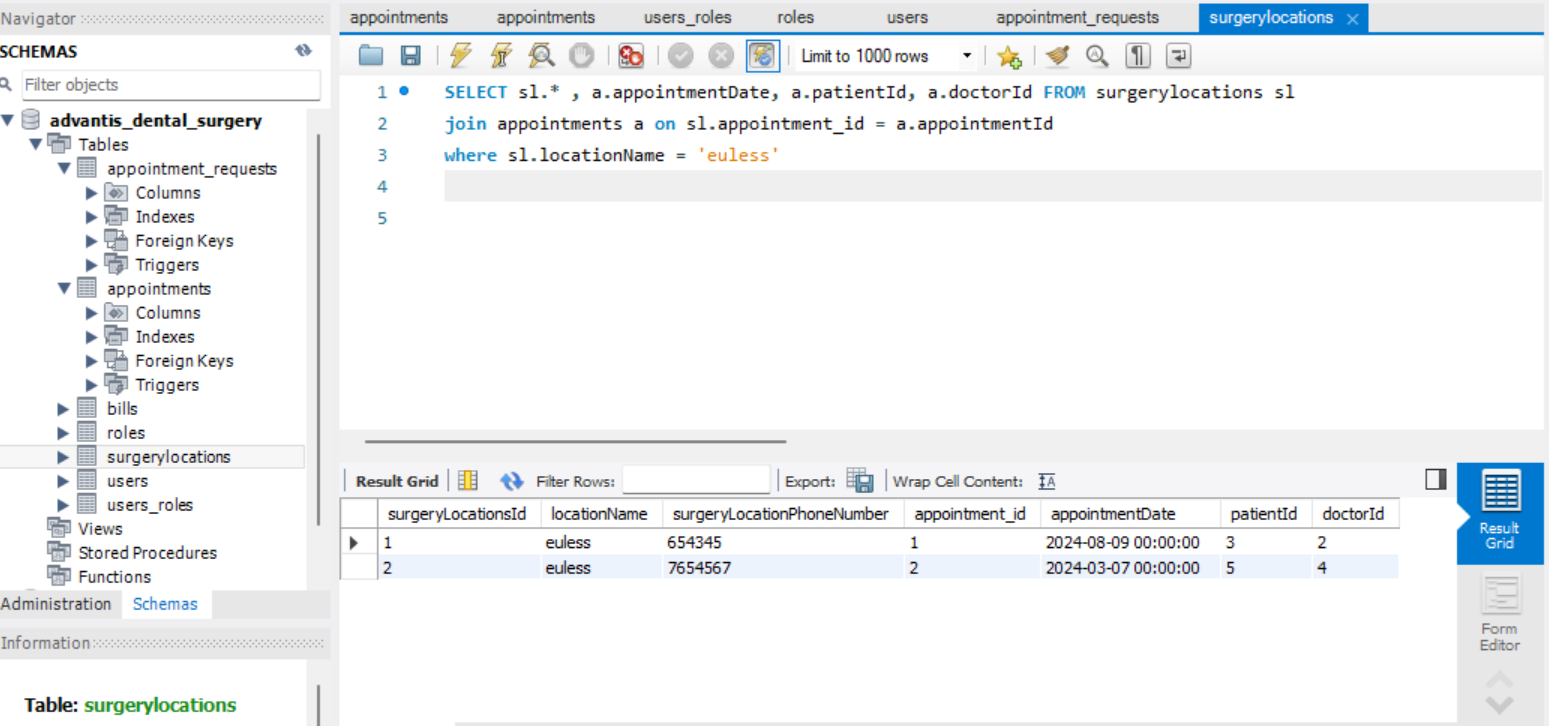 Navigator
SCHEMAS
Filter objects
advantis_dental_surgery
Tables
appointment_requests
Columns
Indexes
Foreign Keys
Triggers
appointments
Columns
Indexes
Foreign Keys
Triggers
bills
roles
surgerylocations
users
users_roles
Views
Stored Procedures
Functions
Administration Schemas
Information
Table: surgerylocations
appointments appointments users_roles roles users appointment_requests surgerylocations
Limit to 1000 rows
1 SELECT sl.* , a.appointmentDate, a.patientId, a.doctorId FROM surgerylocations sl
2 join appointments a on sl.appointment_id = a.appointmentId
3 where sl.locationName = 'euless'
4
5
Result Grid Filter Rows: Export: Wrap Cell Content: IA
surgeryLocationsId locationName surgeryLocationPhoneNumber appointment_id appointmentDate patientId doctorId
1 euless 654345 1 2024-08-09 00:00:00 3 2
2 euless 7654567 2 2024-03-07 00:00:00 5 4
Result
Grid
Form
Editor